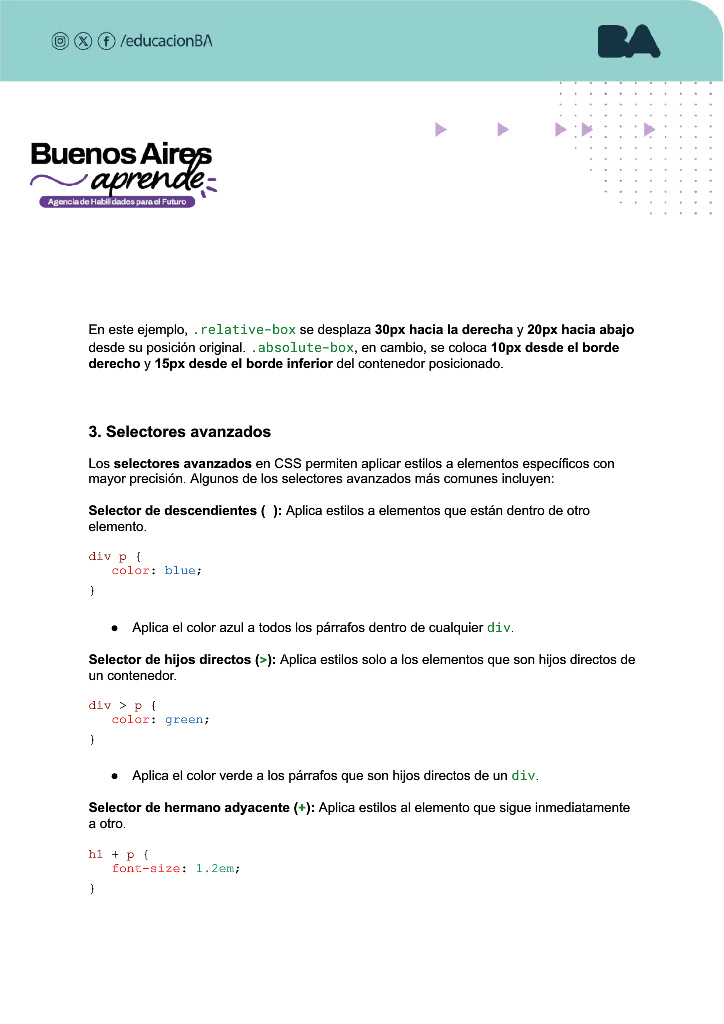 /educacionBA
BA
Buenos Aires
aprende
Agencia de Habilidades para el Futuro
En este ejemplo, .relative-box se desplaza 30px hacia la derecha y 20px hacia abajo
desde su posición original. .absolute-box, en cambio, se coloca 10px desde el borde
derecho y 15px desde el borde inferior del contenedor posicionado.
3. Selectores avanzados
Los selectores avanzados en CSS permiten aplicar estilos a elementos específicos con
mayor precisión. Algunos de los selectores avanzados más comunes incluyen:
Selector de descendientes ( ): Aplica estilos a elementos que están dentro de otro
elemento.
div p {
color: blue;
}
● Aplica el color azul a todos los párrafos dentro de cualquier div.
Selector de hijos directos (>): Aplica estilos solo a los elementos que son hijos directos de
un contenedor.
div > p {
color: green;
}
● Aplica el color verde a los párrafos que son hijos directos de un div.
Selector de hermano adyacente (+): Aplica estilos al elemento que sigue inmediatamente
a otro.
h1 + p {
font-size: 1.2em;
}